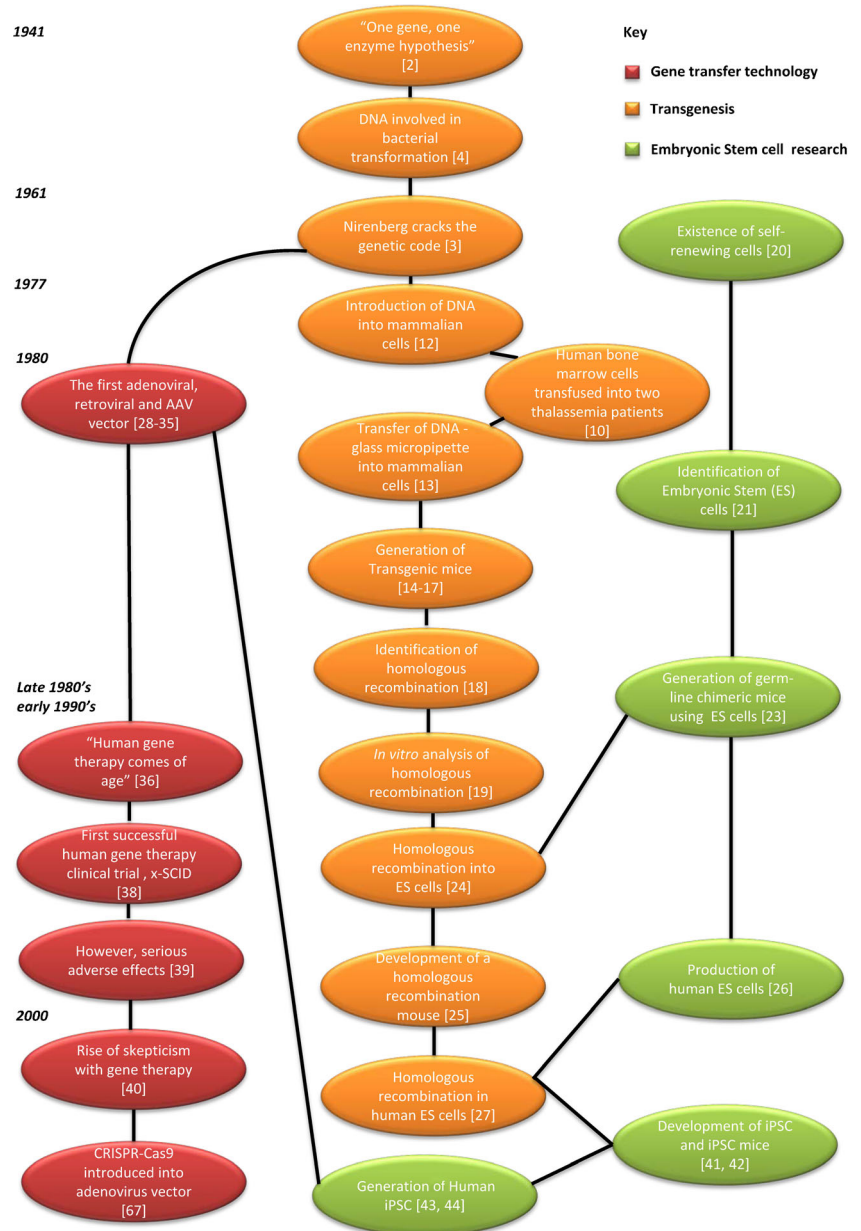 1941
"One gene, one
enzyme hypothesis"
[2]
Key
Gene transfer technology
Transgenesis
Embryonic Stem cell research
DNA involved in
bacterial
transformation [4]
1961
Nirenberg cracks the
genetic code [3]
Existence of self-
renewing cells [20]
1977
Introduction of DNA
into mammalian
cells [12]
1980
Human bone
marrow cells
transfused into two
thalassemia patients
[10]
The first adenoviral,
retroviral and AAV
vector [28-35]
Transfer of DNA -
glass micropipette
into mammalian
cells [13]
Identification of
Embryonic Stem (ES)
cells [21]
Generation of
Transgenic mice
[14-17]
Identification of
homologous
recombination [18]
Generation of germ-
line chimeric mice
using ES cells [23]
Late 1980's
early 1990's
"Human gene
therapy comes of
age" [36]
In vitro analysis of
homologous
recombination [19]
First successful
human gene therapy
clinical trial , x-SCID
[38]
Homologous
recombination into
ES cells [24]
However, serious
adverse effects [39]
Development of a
homologous
recombination
mouse [25]
Production of
human ES cells [26]
2000
Rise of skepticism
with gene therapy
[40]
Homologous
recombination in
human ES cells [27]
Development of iPSC
and iPSC mice
[41, 42]
CRISPR-Cas9
introduced into
adenovirus vector
[67]
Generation of Human
iPSC [43, 44]